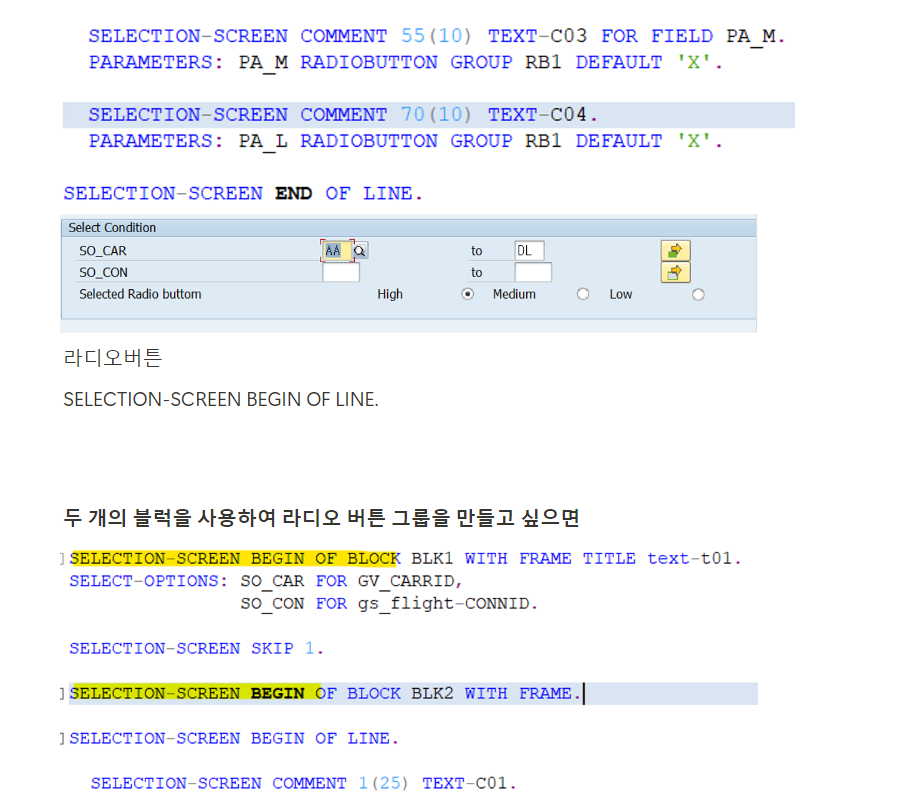 SELECTION-SCREEN COMMENT 55(10) TEXT-C03 FOR FIELD PA_M.
PARAMETERS: PA_M RADIOBUTTON GROUP RB1 DEFAULT 'X'.
SELECTION-SCREEN COMMENT 70(10) TEXT-C04.
PARAMETERS: PA_L RADIOBUTTON GROUP RB1 DEFAULT 'X'.
SELECTION-SCREEN END OF LINE.
Select Condition
SO_CAR AA to DL
SO_CON to
Selected Radio buttom High Medium Low
라디오버튼
SELECTION-SCREEN BEGIN OF LINE.
두 개의 블럭을 사용하여 라디오 버튼 그룹을 만들고 싶으면
SELECTION-SCREEN BEGIN OF BLOCK BLK1 WITH FRAME TITLE text-t01.
SELECT-OPTIONS: SO_CAR FOR GV_CARRID,
SO_CON FOR gs_flight-CONNID.
SELECTION-SCREEN SKIP 1.
SELECTION-SCREEN BEGIN OF BLOCK BLK2 WITH FRAME.
SELECTION-SCREEN BEGIN OF LINE.
SELECTION-SCREEN COMMENT 1(25) TEXT-C01.